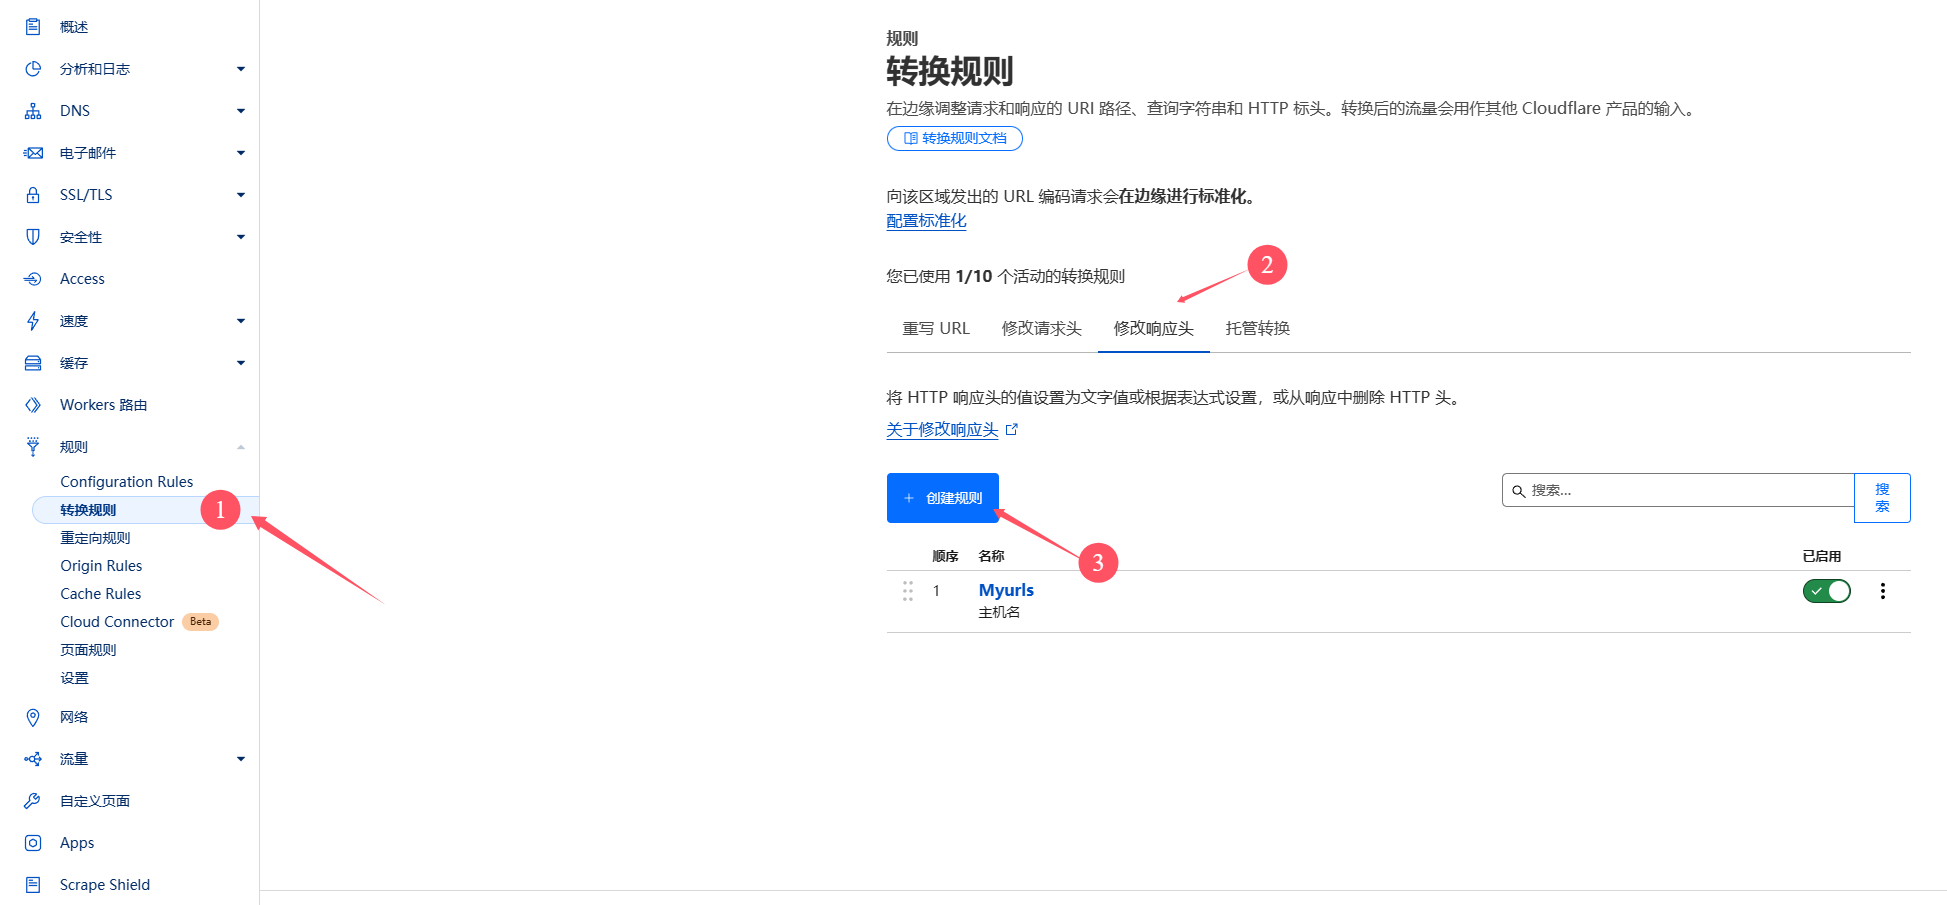 概述
分析和日志
DNS
电子邮件
SSL/TLS
安全性
Access
速度
缓存
Workers 路由
规则
Configuration Rules
转换规则
1
重定向规则
Origin Rules
Cache Rules
Cloud Connector Beta
页面规则
设置
网络
流量
自定义页面
Apps
Scrape Shield
规则
转换规则
在边缘调整请求和响应的 URI 路径、查询字符串和 HTTP 标头。转换后的流量会用作其他 Cloudflare 产品的输入。
转换规则文档
向该区域发出的 URL 编码请求会在边缘进行标准化。
配置标准化
您已使用 1/10 个活动的转换规则
2
重写 URL 修改请求头 修改响应头 托管转换
将 HTTP 响应头的值设置为文字值或根据表达式设置，或从响应中删除 HTTP 头。
关于修改响应头
+ 创建规则
搜索...
搜
索
3
顺序 名称 已启用
1 Myurls
主机名